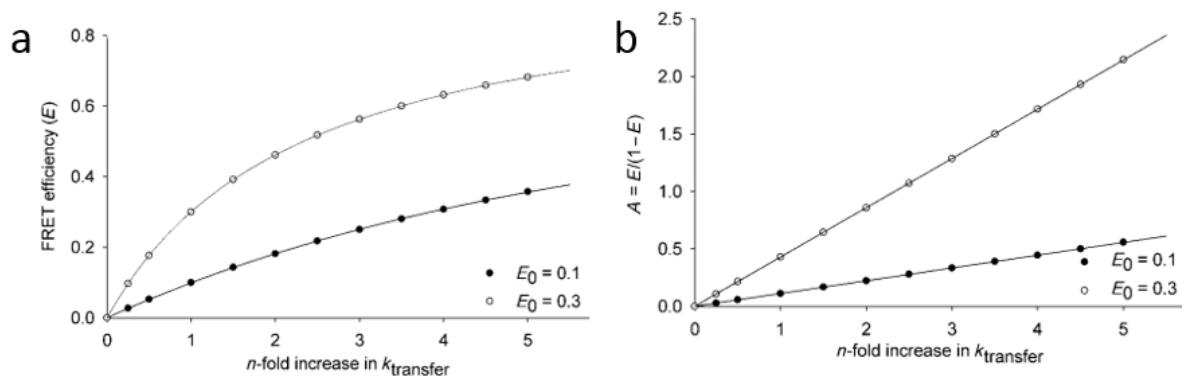 a
FRET efficiency (E)
0.8
0.6
0.4
0.2
0.0
0 1 2 3 4 5
n-fold increase in ktransfer
E0 = 0.1
E0 = 0.3
b
A = E/(1−E)
2.5
2.0
1.5
1.0
0.5
0.0
0 1 2 3 4 5
n-fold increase in ktransfer
E0 = 0.1
E0 = 0.3